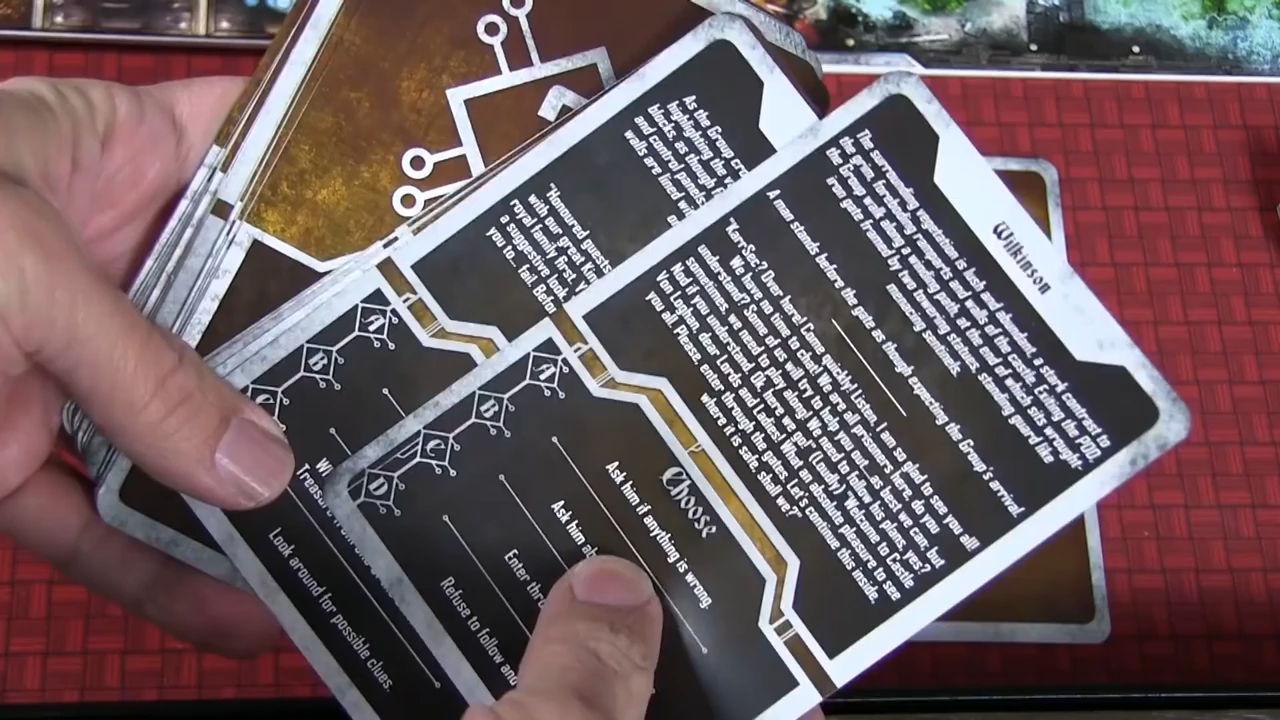 Wilkinson
The surrounding vegetation is lush and abundant, a stark contrast to
the grim, foreboding ramparts and walls of the castle. Exiting the POD,
the Group walk along a winding path, at the end of which sits wrought-
iron gate framed by two towering statues, standing guard like
menacing sentinels.
A man stands before the gate as though expecting the Group's arrival.
"KarrSec? Over here! Come quickly! Listen, I am so glad to see you all!
We have no time to chat! We are all prisoners here, do you
understand? Some of us will try to help you out...as best we can, but
sometimes, we need to play along! We need to follow his plans, yes?
Nod if you understand. Ok, here we go!" (Loudly) "Welcome to Castle
Von Loghan, dear Lords and Ladies! What an absolute pleasure to see
you all. Please, enter through the gates. Let's continue this inside,
where it is safe, shall we?"
Choose
A
Ask him if anything is wrong.
B
Ask him
C
Enter
D
Refuse to follow and
As the Group
highlighting the
blocks, as though
and control panels
walls are lined
"Honoured guests
with our great
royal family first,
a suggestive look,
you to... fail.
A
B
Treasure
Look around for possible clues.